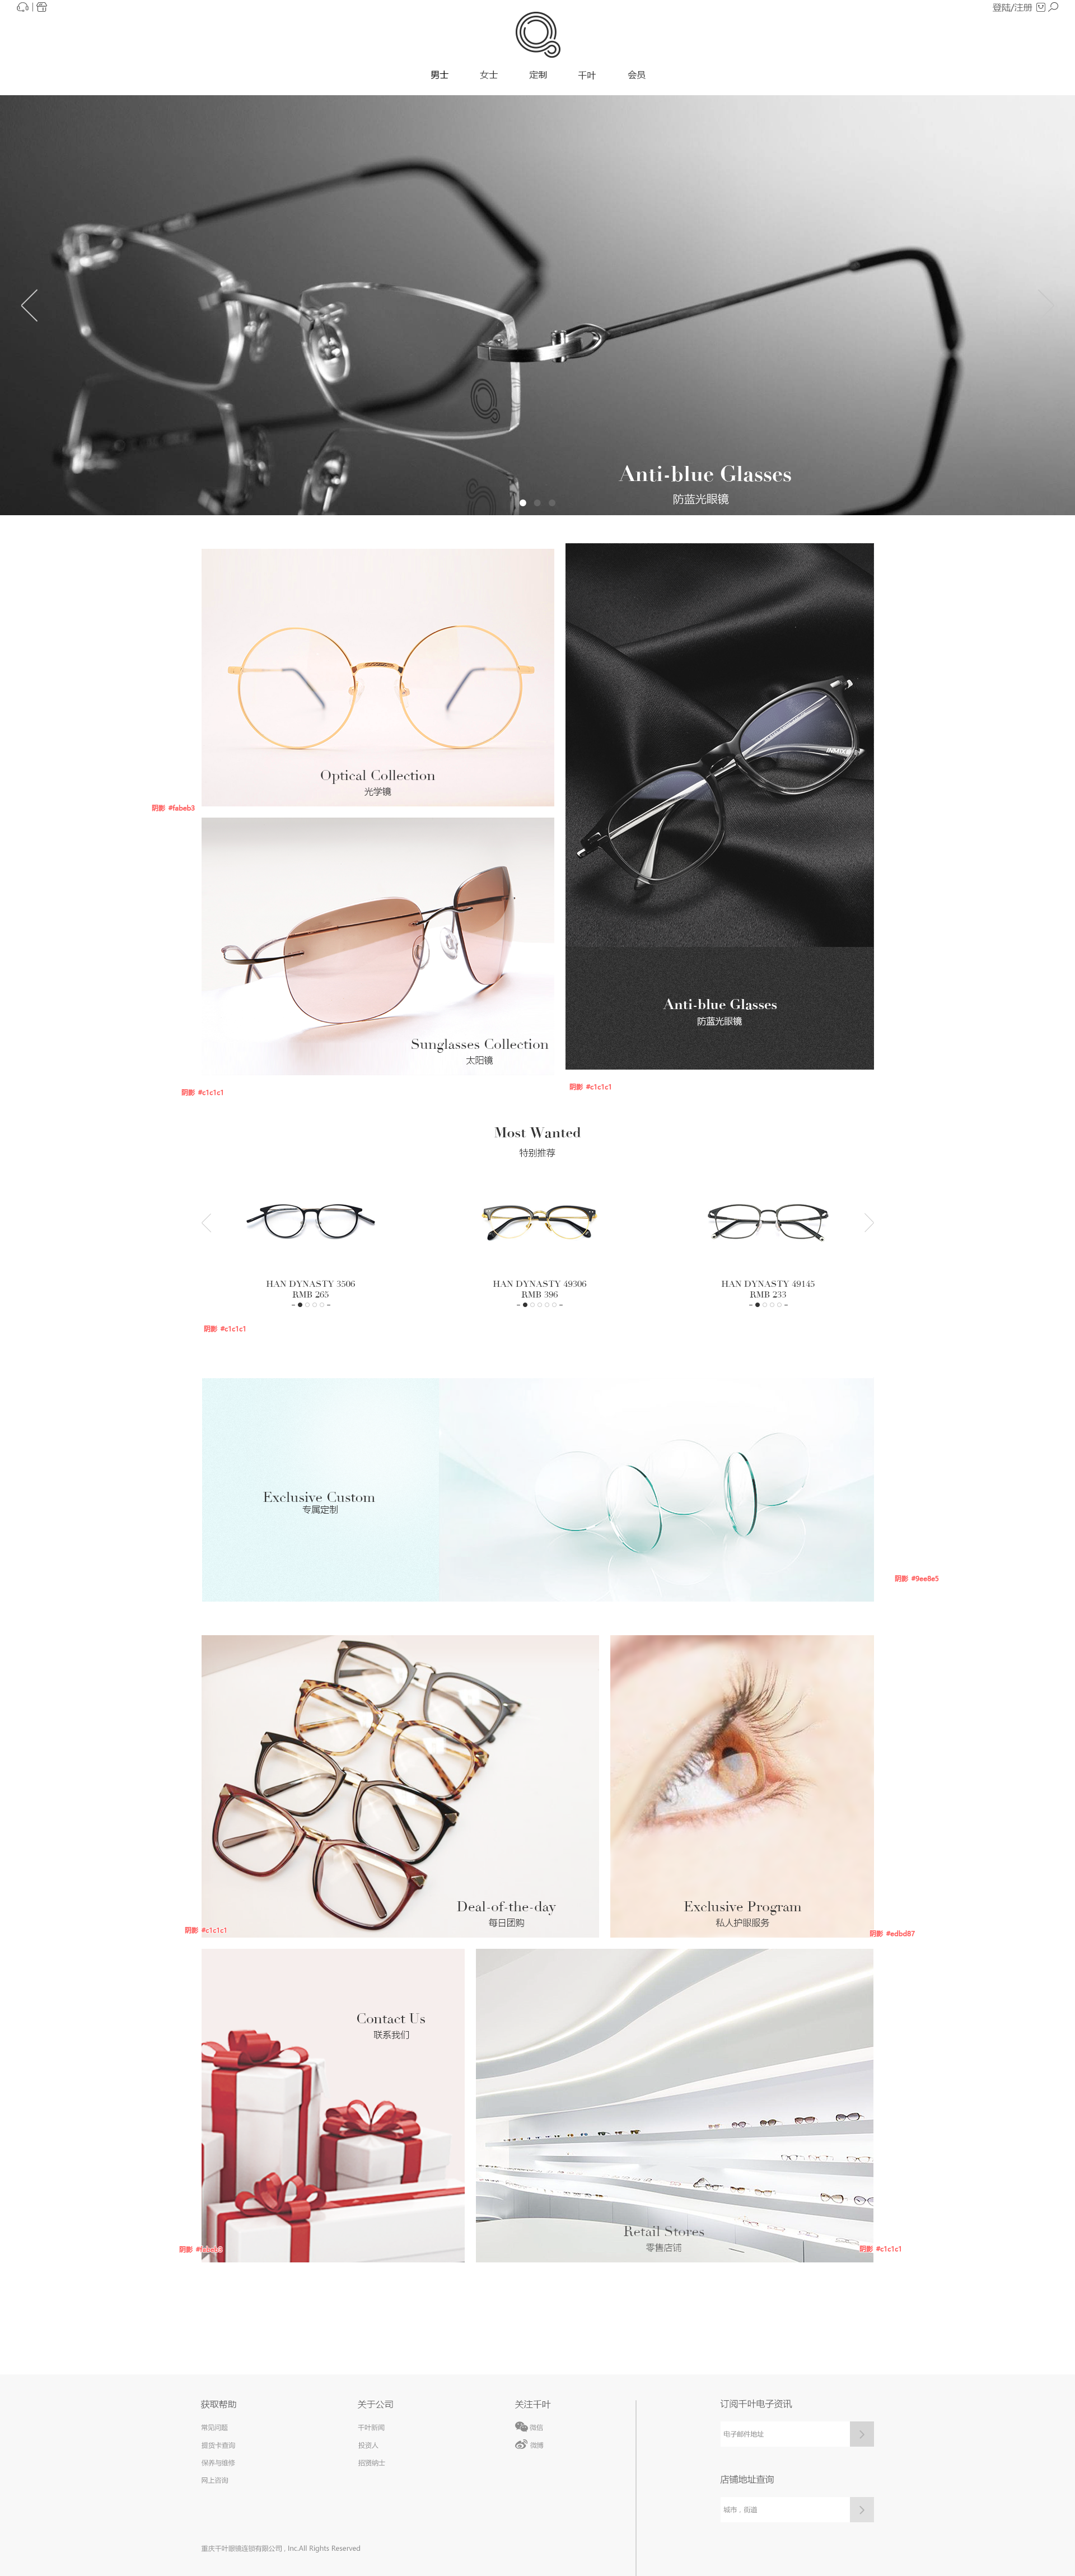 登陆/注册
男士 女士 定制 千叶 会员
Anti-blue Glasses
防蓝光眼镜
Optical Collection
光学镜
阴影 #fabeb3
Sunglasses Collection
太阳镜
阴影 #c1c1c1
INMIX
Anti-blue Glasses
防蓝光眼镜
阴影 #c1c1c1
Most Wanted
特别推荐
HAN DYNASTY 3506
RMB 265
HAN DYNASTY 49306
RMB 396
HAN DYNASTY 49145
RMB 233
阴影 #c1c1c1
Exclusive Custom
专属定制
阴影 #9ee8e5
Deal-of-the-day
每日团购
阴影 #c1c1c1
Exclusive Program
私人护眼服务
阴影 #edbd87
Contact Us
联系我们
阴影
Retail Stores
零售店铺
阴影 #c1c1c1
获取帮助
常见问题
提货卡查询
保养与维修
网上咨询
关于公司
千叶新闻
投资人
招贤纳士
关注千叶
微信
微博
订阅千叶电子资讯
电子邮件地址
店铺地址查询
城市，街道
重庆千叶眼镜连锁有限公司 , Inc.All Rights Reserved